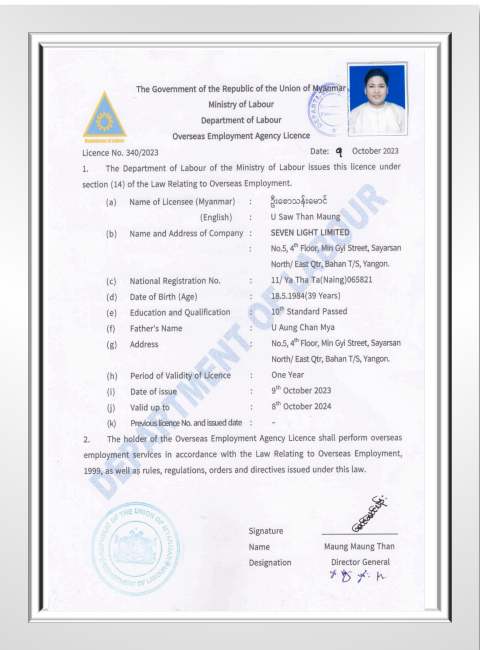 The Government of the Republic of the Union of Myanmar
Ministry of Labour
Department of Labour
Overseas Employment Agency Licence
Department of Labour
Licence No. 340/2023 Date: 9 October 2023
1. The Department of Labour of the Ministry of Labour issues this licence under
section (14) of the Law Relating to Overseas Employment.
(a) Name of Licensee (Myanmar) : ဦးစောသန်းမောင်
(English) : U Saw Than Maung
(b) Name and Address of Company : SEVEN LIGHT LIMITED
: No.5, 4th Floor, Min Gyi Street, Sayarsan
North/ East Qtr, Bahan T/S, Yangon.
(c) National Registration No. : 11/ Ya Tha Ta(Naing)065821
(d) Date of Birth (Age) : 18.5.1984(39 Years)
(e) Education and Qualification : 10th Standard Passed
(f) Father's Name : U Aung Chan Mya
(g) Address : No.5, 4th Floor, Min Gyi Street, Sayarsan
North/ East Qtr, Bahan T/S, Yangon.
(h) Period of Validity of Licence : One Year
(i) Date of issue : 9th October 2023
(j) Valid up to : 8th October 2024
(k) Previous licence No. and issued date : -
2. The holder of the Overseas Employment Agency Licence shall perform overseas
employment services in accordance with the Law Relating to Overseas Employment,
1999, as well as rules, regulations, orders and directives issued under this law.
DEPARTMENT OF LABOUR
Signature
Name Maung Maung Than
Designation Director General